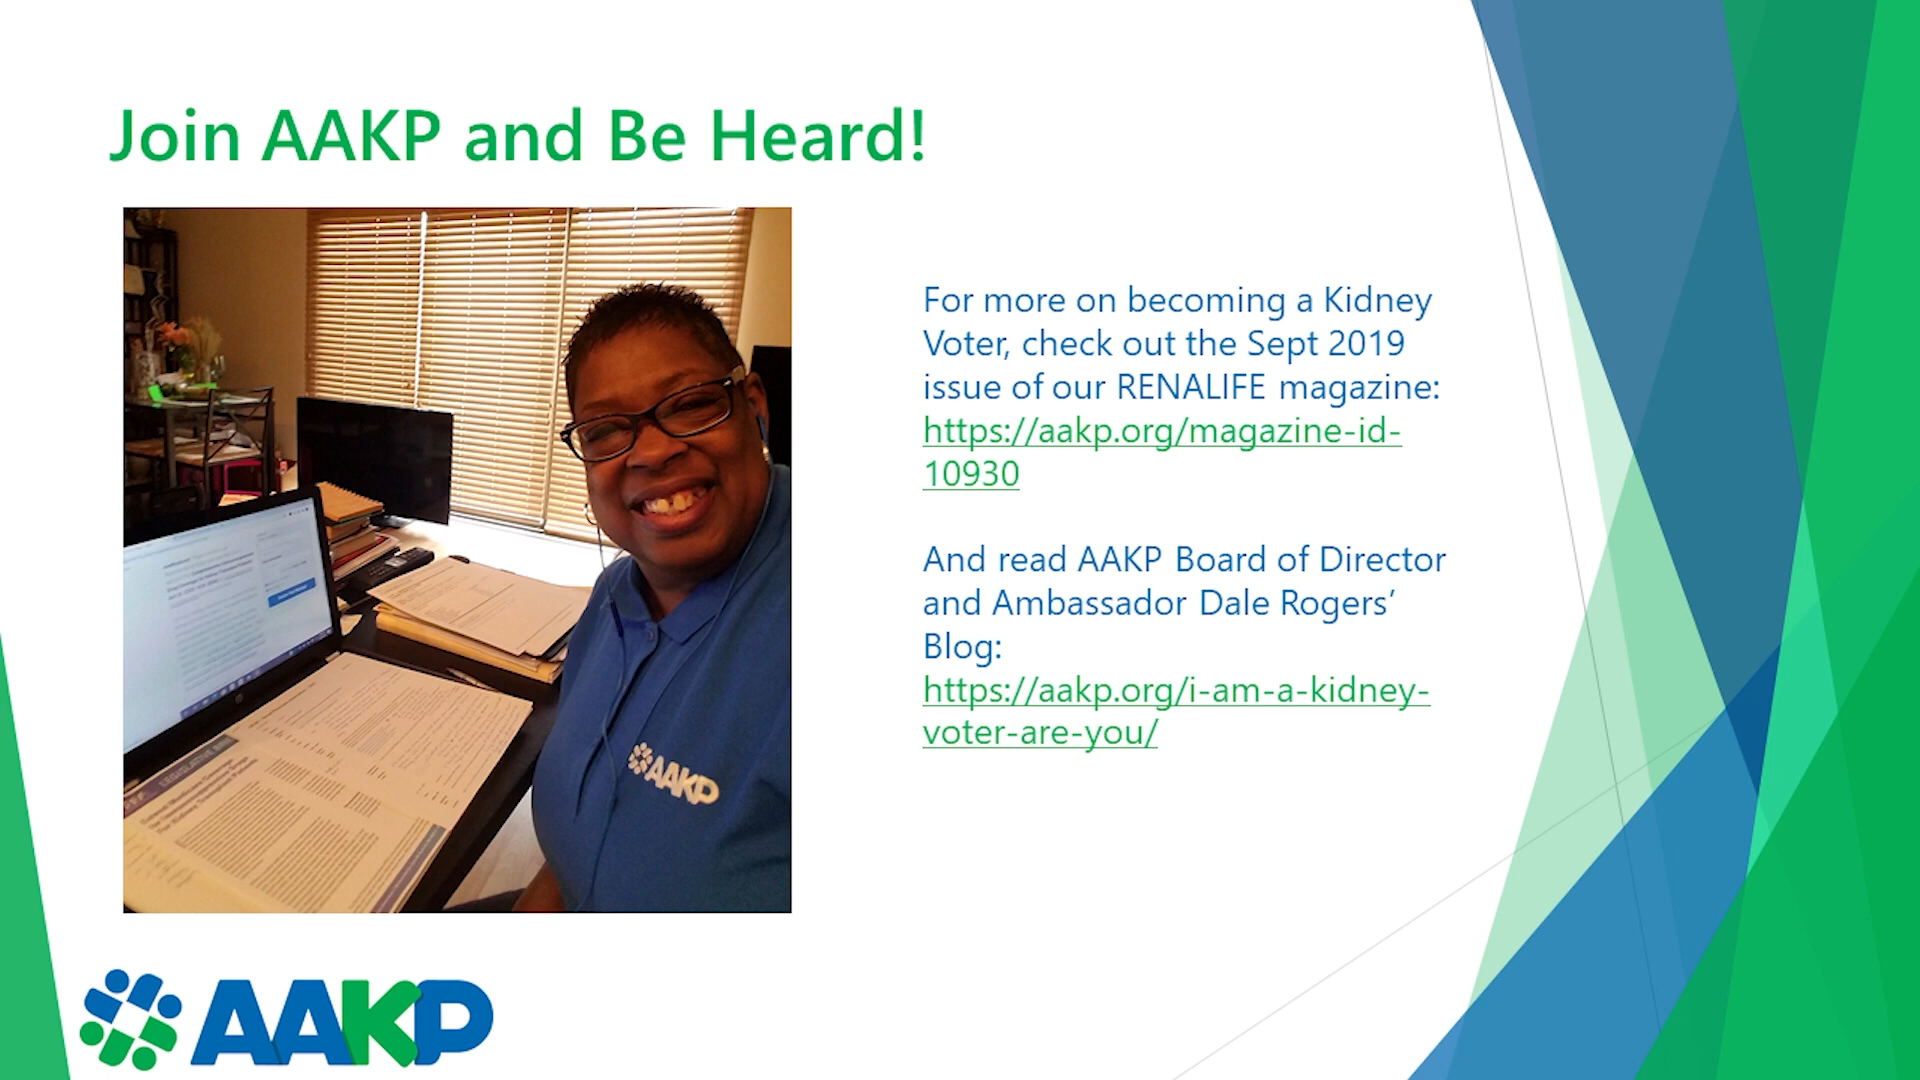 Join AAKP and Be Heard!
For more on becoming a Kidney
Voter, check out the Sept 2019
issue of our RENALIFE magazine:
https://aakp.org/magazine-id-
10930
And read AAKP Board of Director
and Ambassador Dale Rogers’
Blog:
https://aakp.org/i-am-a-kidney-
voter-are-you/
AAKP
AAKP